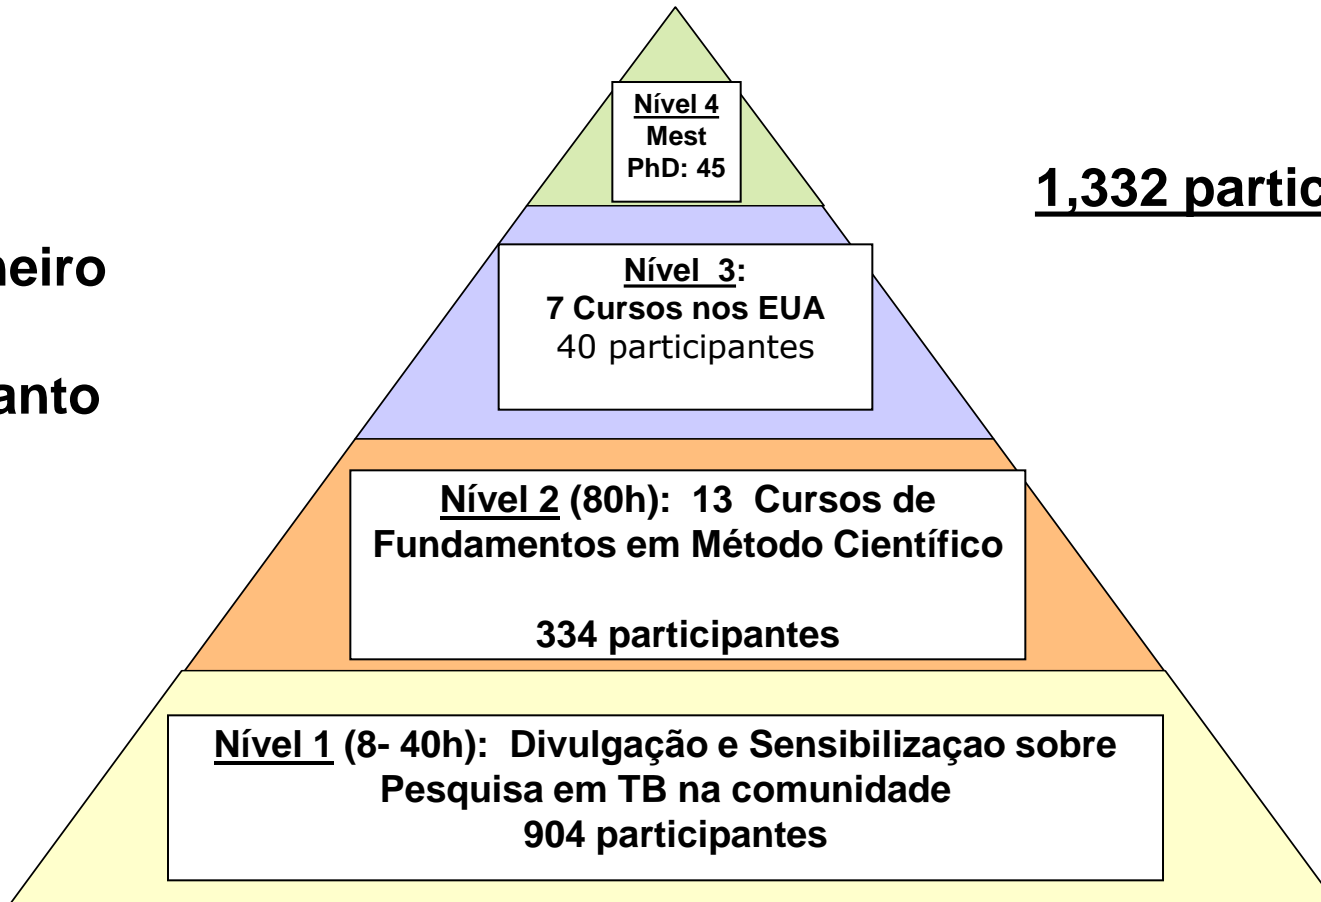 Nível 4
Mest
PhD: 45
1,332 partic
neiro
anto
Nível 3:
7 Cursos nos EUA
40 participantes
Nível 2 (80h): 13 Cursos de
Fundamentos em Método Científico
334 participantes
Nível 1 (8- 40h): Divulgação e Sensibilizaçao sobre
Pesquisa em TB na comunidade
904 participantes